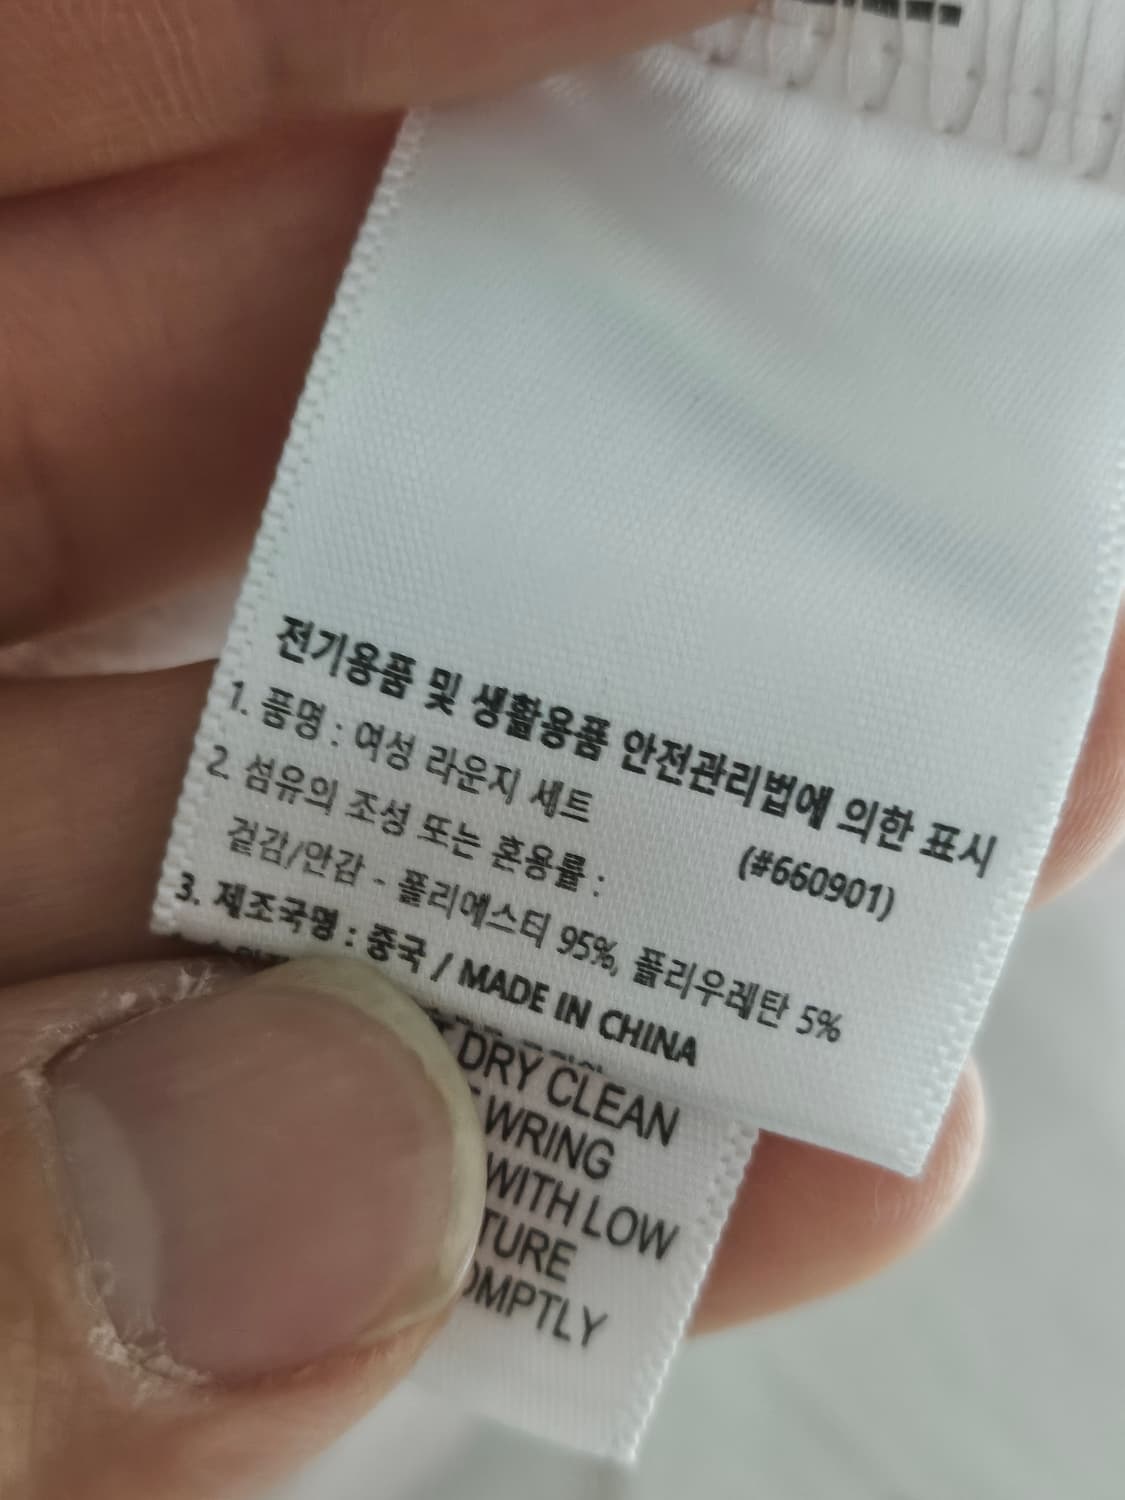 전기용품 및 생활용품 안전관리법에 의한 표시
1. 품명 : 여성 라운지 세트
(#660901)
2. 섬유의 조성 또는 혼용률 :
겉감/안감 - 폴리에스터 95%, 폴리우레탄 5%
3. 제조국명 : 중국 / MADE IN CHINA
DRY CLEAN
WRING
WITH LOW